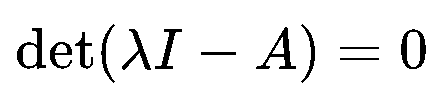 det(λI − A) = 0